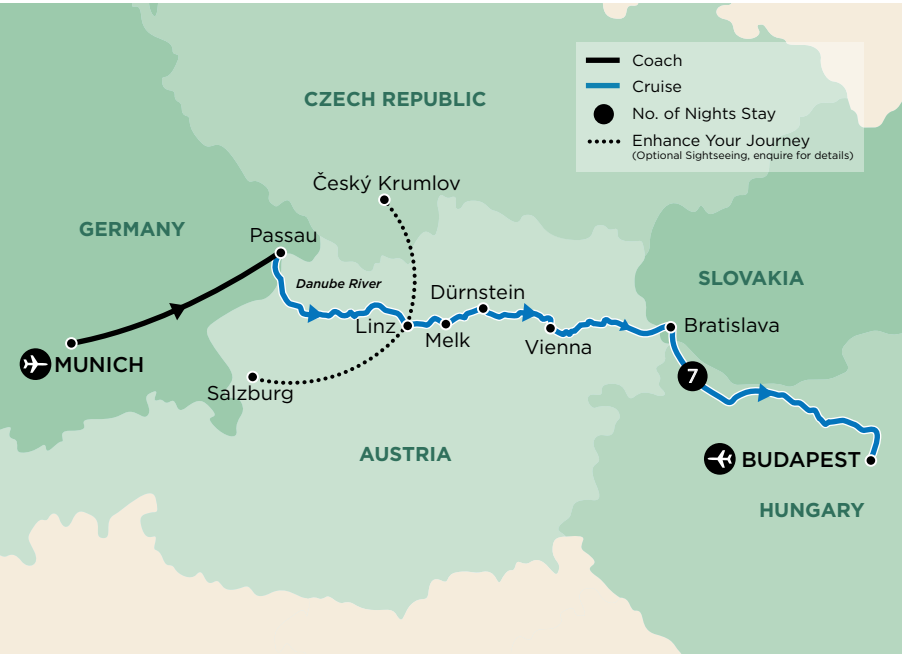 Coach
Cruise
No. of Nights Stay
Enhance Your Journey
(Optional Sightseeing, enquire for details)
CZECH REPUBLIC
Český Krumlov
GERMANY
Passau
SLOVAKIA
Danube River
Dürnstein
Linz
Melk
Vienna
Bratislava
MUNICH
7
Salzburg
AUSTRIA
BUDAPEST
HUNGARY